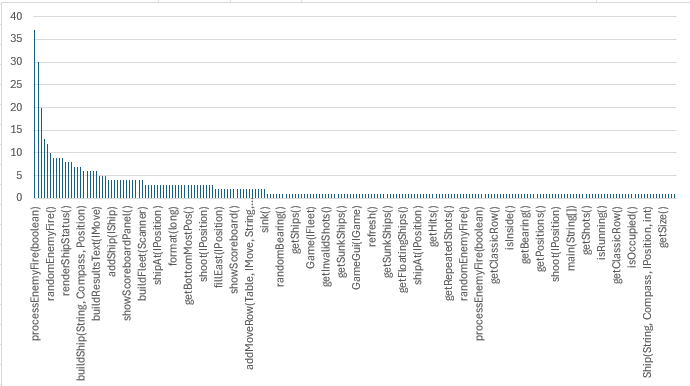 40
35
30
25
20
15
10
5
0
processEnemyFire(boolean)
randomEnemyFire()
renderShipStatus()
buildShip(String, Compass, Position)
buildResultsText(IMove)
addShip(IShip)
showScoreboardPanel()
buildFleet(Scanner)
shipAt(IPosition)
format(long)
getBottomMostPos()
shoot(IPosition)
fillEast(IPosition)
showScoreboard()
addMoveRow(Table, IMove, String,...
sink()
randomBearing()
getShips()
Game(IFleet)
getInvalidShots()
getSunkShips()
GameGui(IGame)
refresh()
getSunkShips()
getFloatingShips()
shipAt(IPosition)
getHits()
getRepeatedShots()
randomEnemyFire()
processEnemyFire(boolean)
getClassicRow()
isInside()
getBearing()
getPositions()
shoot(IPosition)
main(String[])
getShots()
isRunning()
getClassicRow()
isOccupied()
Ship(String, Compass, IPosition, int)
getSize()